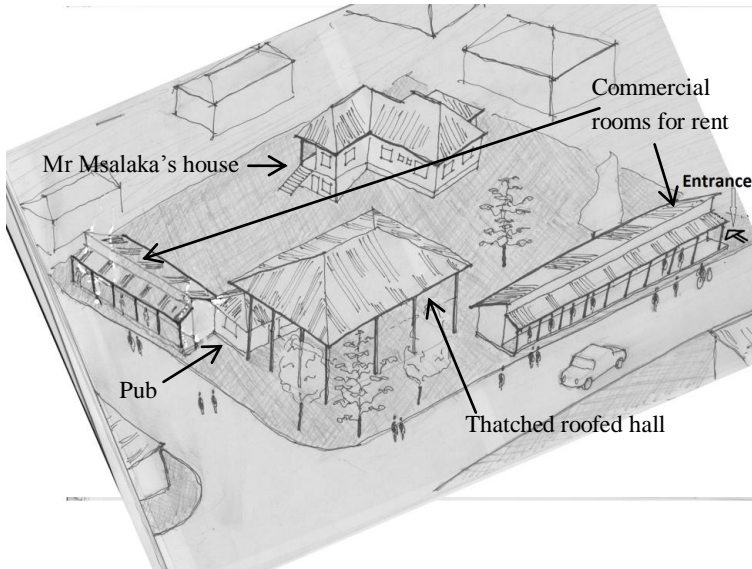 Commercial
rooms for rent
Mr Msalaka's house
Entrance
Pub
Thatched roofed hall